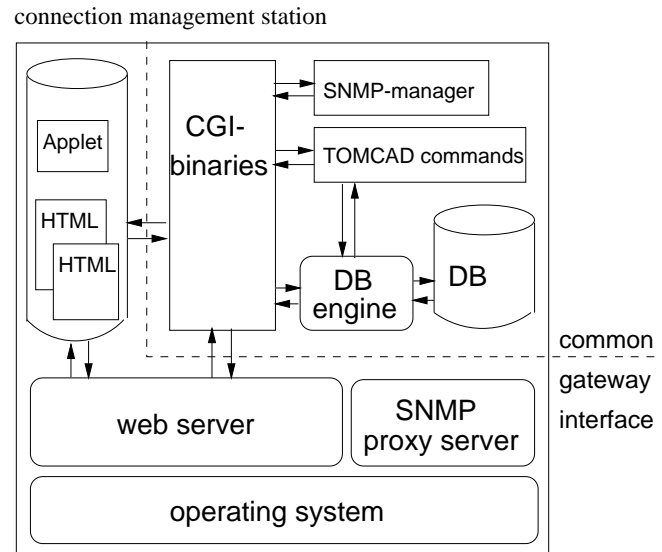 connection management station
Applet
HTML
HTML
CGI-
binaries
SNMP-manager
TOMCAD commands
DB
engine
DB
common
gateway
interface
web server
SNMP
proxy server
operating system